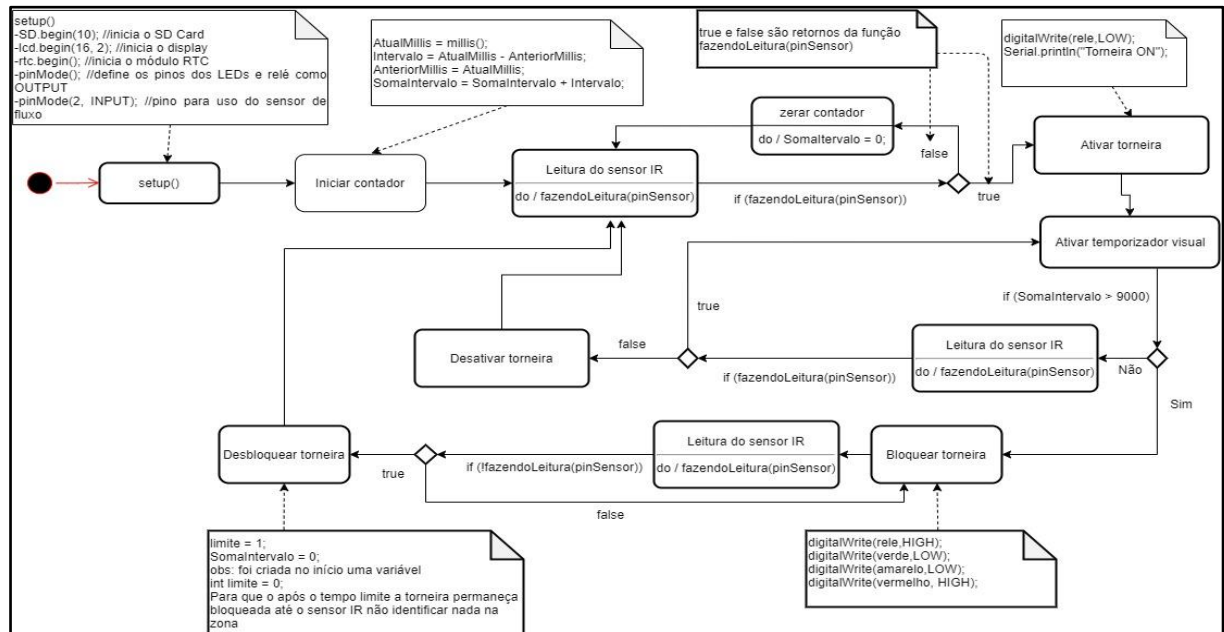 setup()
-SD.begin(10); //inicia o SD Card
-lcd.begin(16, 2); //inicia o display
-rtc.begin(); //inicia o módulo RTC
-pinMode(); //define os pinos dos LEDs e relé como
OUTPUT
-pinMode(2, INPUT); //pino para uso do sensor de
fluxo
AtualMillis = millis();
Intervalo = AtualMillis - AnteriorMillis;
AnteriorMillis = AtualMillis;
SomaIntervalo = SomaIntervalo + Intervalo;
true e false são retornos da função
fazendoLeitura(pinSensor)
digitalWrite(rele,LOW);
Serial.println("Torneira ON");
zerar contador
do / SomaItervalo = 0;
false
setup()
Iniciar contador
Leitura do sensor IR
do / fazendoLeitura(pinSensor)
if (fazendoLeitura(pinSensor))
true
Ativar torneira
Ativar temporizador visual
if (SomaIntervalo > 9000)
true
Desativar torneira
false
if (fazendoLeitura(pinSensor))
Leitura do sensor IR
do / fazendoLeitura(pinSensor)
Não
Sim
Desbloquear torneira
true
if (!fazendoLeitura(pinSensor))
Leitura do sensor IR
do / fazendoLeitura(pinSensor)
Bloquear torneira
false
limite = 1;
SomaIntervalo = 0;
obs: foi criada no início uma variável
int limite = 0;
Para que o após o tempo limite a torneira permaneça
bloqueada até o sensor IR não identificar nada na
zona
digitalWrite(rele,HIGH);
digitalWrite(verde,LOW);
digitalWrite(amarelo,LOW);
digitalWrite(vermelho, HIGH);